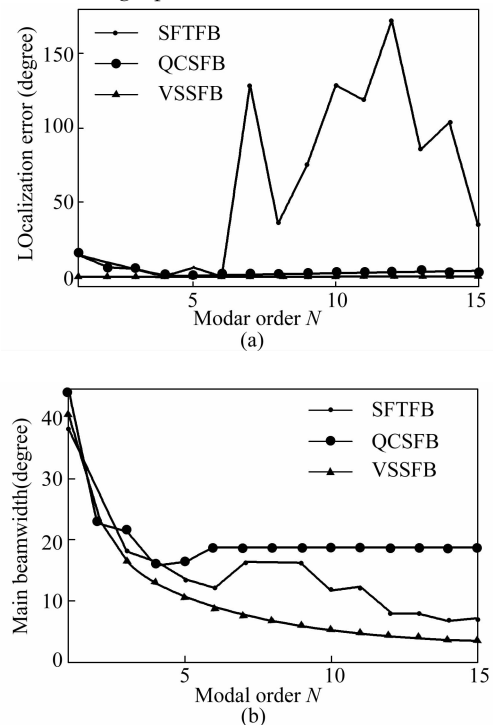 SFTFB
QCSFB
VSSFB
LOcalization error (degree)
150
100
50
0
5
10
15
Modar order N
(a)
SFTFB
QCSFB
VSSFB
Main beamwidth(degree)
40
30
20
10
0
5
10
15
Modal order N
(b)